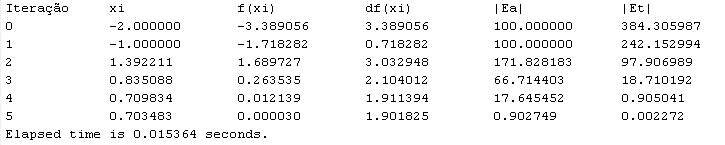 Iteração xi f(xi) df(xi) |Ea| |Et|
0 -2.000000 -3.389056 3.389056 100.000000 384.305987
1 -1.000000 -1.718282 0.718282 100.000000 242.152994
2 1.392211 1.689727 3.032948 171.828183 97.906989
3 0.835088 0.263535 2.104012 66.714403 18.710192
4 0.709834 0.012139 1.911394 17.645452 0.905041
5 0.703483 0.000030 1.901825 0.902749 0.002272
Elapsed time is 0.015364 seconds.